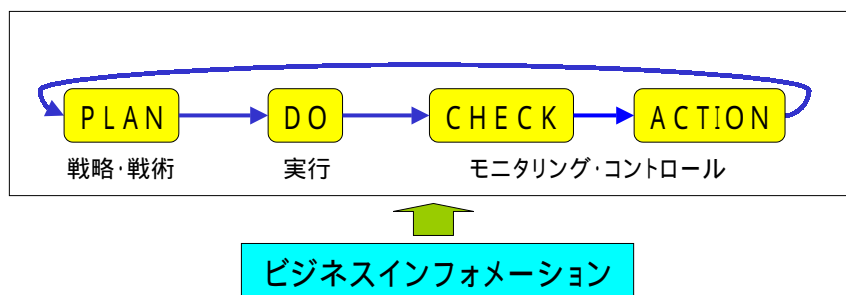 PLAN DO CHECK ACTION
戦略・戦術 実行 モニタリング・コントロール
ビジネスインフォメーション